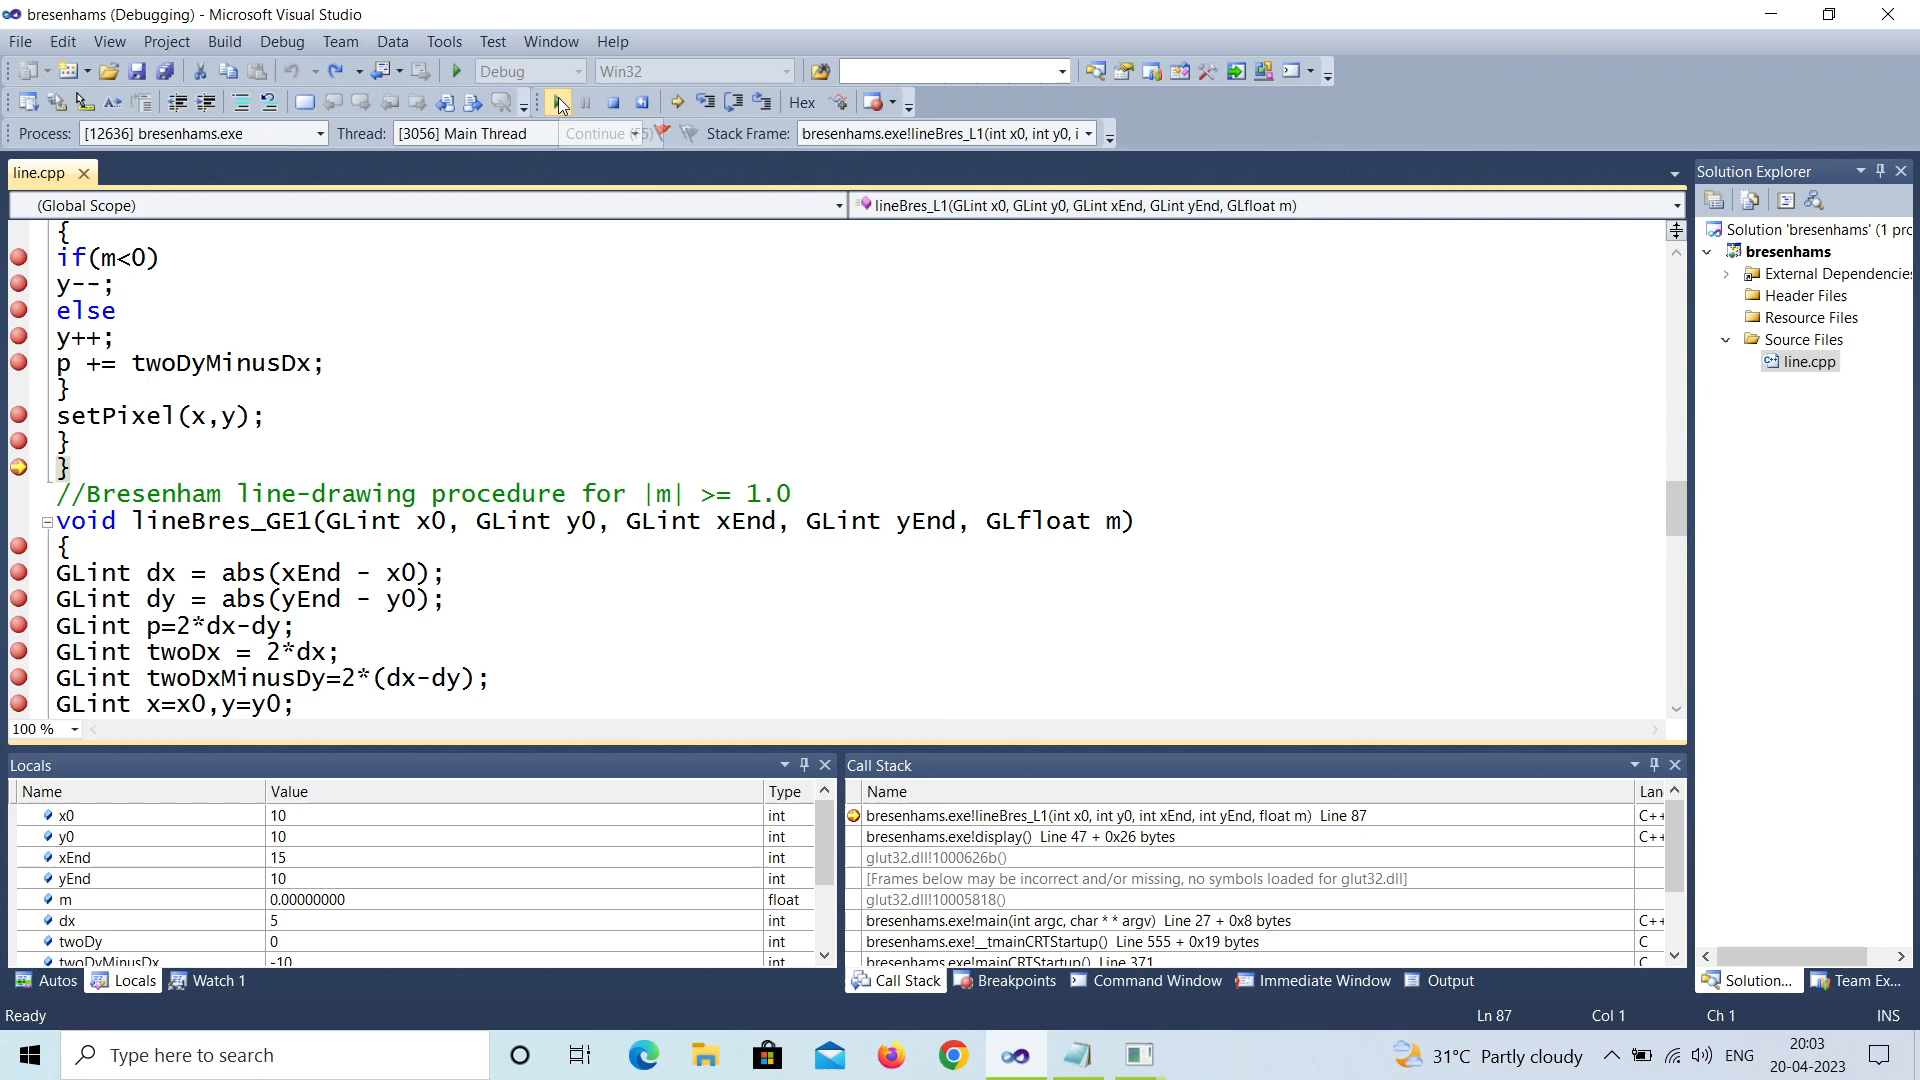 bresenhams (Debugging) - Microsoft Visual Studio
File Edit View Project Build Debug Team Data Tools Test Window Help
Debug Win32
Hex
Process: [12636] bresenhams.exe Thread: [3056] Main Thread Continue (F5) Stack Frame: bresenhams.exe!lineBres_L1(int x0, int y0, i
line.cpp
(Global Scope) lineBres_L1(GLint x0, GLint y0, GLint xEnd, GLint yEnd, GLfloat m)
{
if(m<0)
y--;
else
y++;
p += twoDyMinusDx;
}
setPixel(x,y);
}
}
//Bresenham line-drawing procedure for |m| >= 1.0
void lineBres_GE1(GLint x0, GLint y0, GLint xEnd, GLint yEnd, GLfloat m)
{
GLint dx = abs(xEnd - x0);
GLint dy = abs(yEnd - y0);
GLint p=2*dx-dy;
GLint twoDx = 2*dx;
GLint twoDxMinusDy=2*(dx-dy);
GLint x=x0,y=y0;
100 %
Solution Explorer
Solution 'bresenhams' (1 prc
bresenhams
External Dependencies
Header Files
Resource Files
Source Files
line.cpp
Locals
Name Value Type
x0 10 int
y0 10 int
xEnd 15 int
yEnd 10 int
m 0.00000000 float
dx 5 int
twoDy 0 int
twoDyMinusDx -10 int
Autos Locals Watch 1
Call Stack
Name Lan
bresenhams.exe!lineBres_L1(int x0, int y0, int xEnd, int yEnd, float m) Line 87 C++
bresenhams.exe!display() Line 47 + 0x26 bytes C++
glut32.dll!1000626b()
[Frames below may be incorrect and/or missing, no symbols loaded for glut32.dll]
glut32.dll!10005818()
bresenhams.exe!main(int argc, char * * argv) Line 27 + 0x8 bytes C++
bresenhams.exe!__tmainCRTStartup() Line 555 + 0x19 bytes C
bresenhams.exe!mainCRTStartup() Line 371 C
Call Stack Breakpoints Command Window Immediate Window Output
Solution... Team Ex...
Ready Ln 87 Col 1 Ch 1 INS
Type here to search
31°C Partly cloudy ENG
20:03
20-04-2023